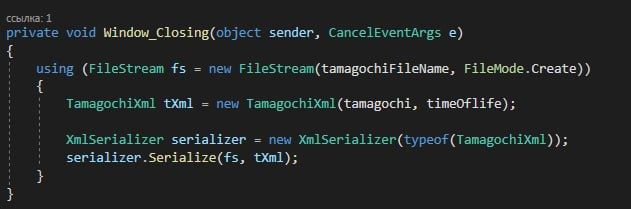 ссылка: 1
private void Window_Closing(object sender, CancelEventArgs e)
{
    using (FileStream fs = new FileStream(tamagochiFileName, FileMode.Create))
    {
        TamagochiXml tXml = new TamagochiXml(tamagochi, timeOflife);

        XmlSerializer serializer = new XmlSerializer(typeof(TamagochiXml));
        serializer.Serialize(fs, tXml);
    }
}